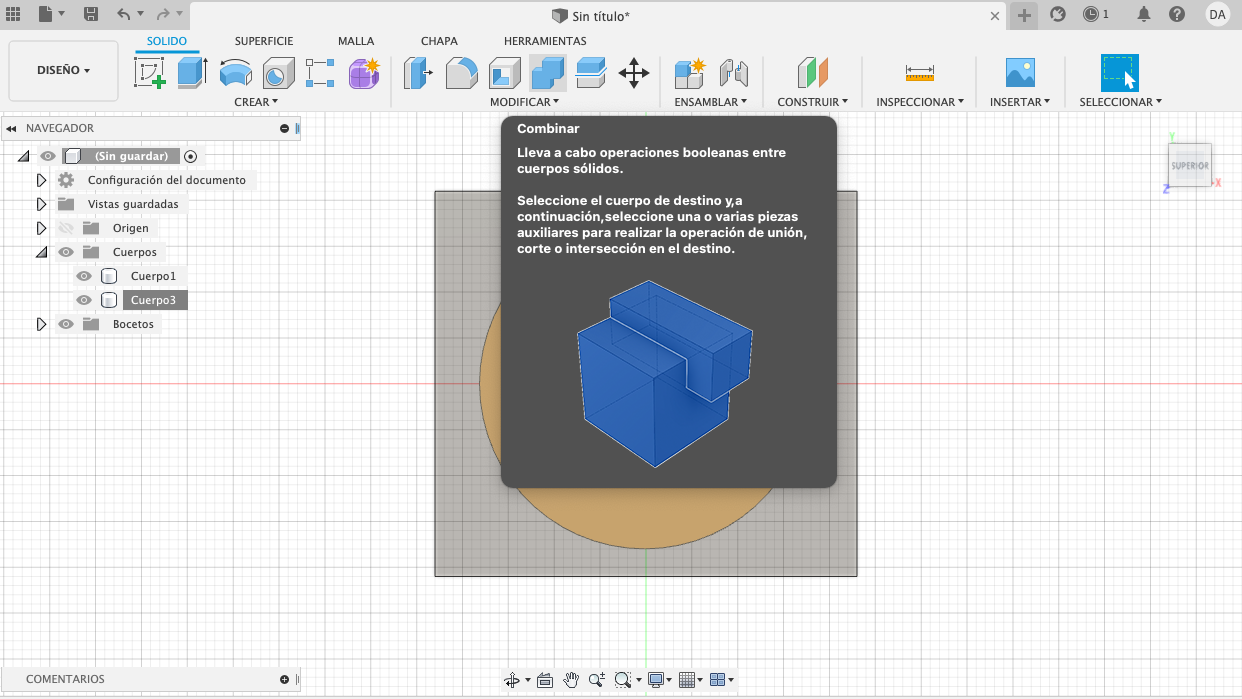 Sin título*
1
DA
DISEÑO
SOLIDO
SUPERFICIE
MALLA
CHAPA
HERRAMIENTAS
CREAR
MODIFICAR
ENSAMBLAR
CONSTRUIR
INSPECCIONAR
INSERTAR
SELECCIONAR
NAVEGADOR
(Sin guardar)
Configuración del documento
Vistas guardadas
Origen
Cuerpos
Cuerpo1
Cuerpo3
Bocetos
Combinar
Lleva a cabo operaciones booleanas entre
cuerpos sólidos.
Seleccione el cuerpo de destino y,a
continuación,seleccione una o varias piezas
auxiliares para realizar la operación de unión,
corte o intersección en el destino.
Y
SUPERIOR
Z
X
COMENTARIOS